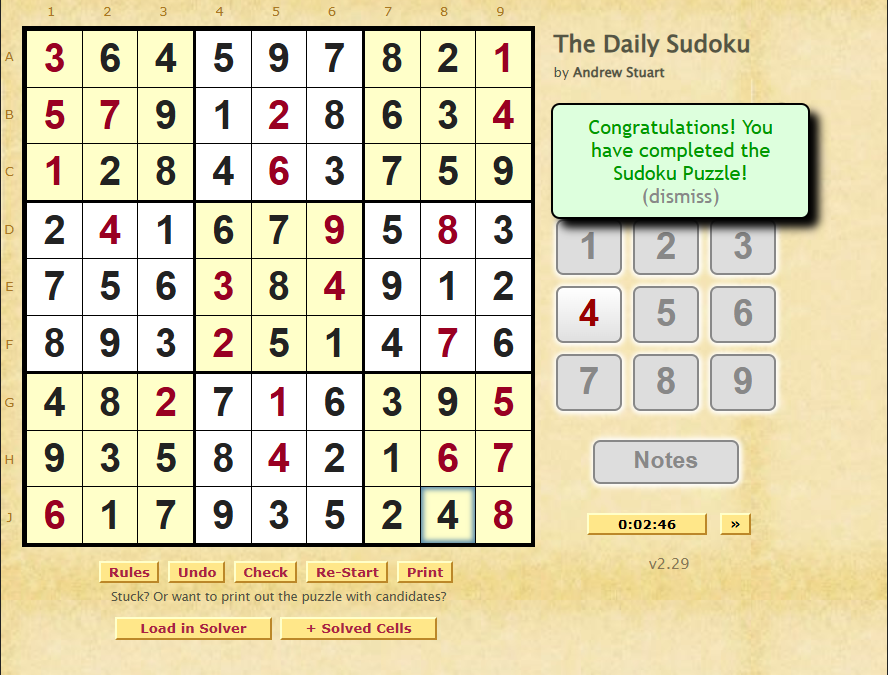 1 2 3 4 5 6 7 8 9
A 3 6 4 5 9 7 8 2 1
B 5 7 9 1 2 8 6 3 4
C 1 2 8 4 6 3 7 5 9
D 2 4 1 6 7 9 5 8 3
E 7 5 6 3 8 4 9 1 2
F 8 9 3 2 5 1 4 7 6
G 4 8 2 7 1 6 3 9 5
H 9 3 5 8 4 2 1 6 7
J 6 1 7 9 3 5 2 4 8
Rules Undo Check Re-Start Print
Stuck? Or want to print out the puzzle with candidates?
Load in Solver + Solved Cells
The Daily Sudoku
by Andrew Stuart
Congratulations! You
have completed the
Sudoku Puzzle!
(dismiss)
1 2 3
4 5 6
7 8 9
Notes
0:02:46 »
v2.29